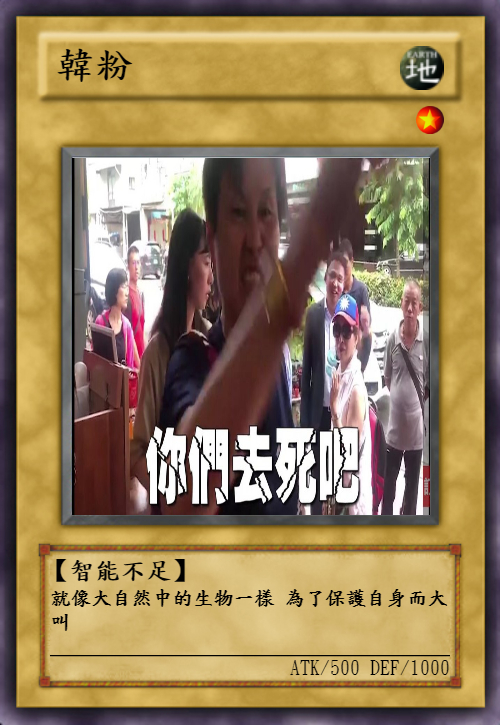 韓粉
EARTH
地
你們去死吧
【智能不足】
就像大自然中的生物一樣 為了保護自身而大
叫
ATK/500 DEF/1000